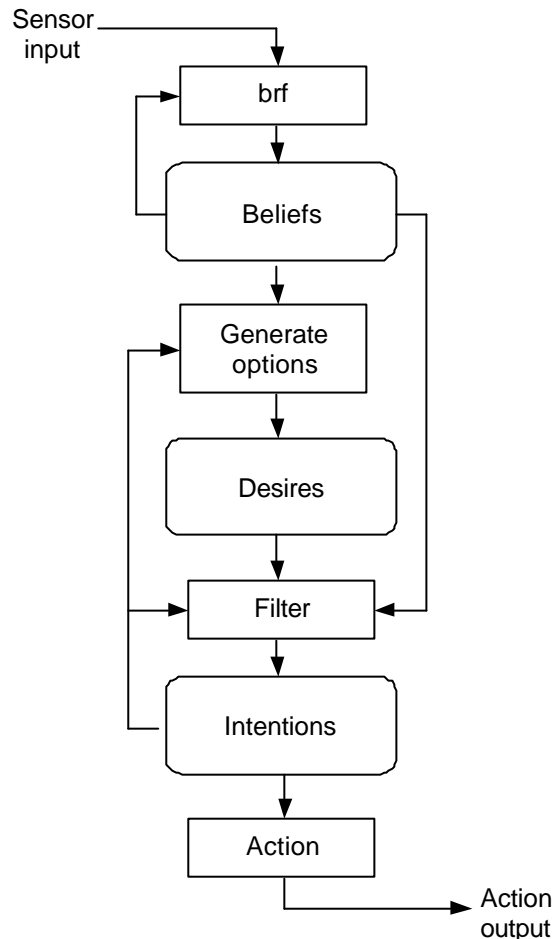 Sensor
input
brf
Beliefs
Generate
options
Desires
Filter
Intentions
Action
Action
output